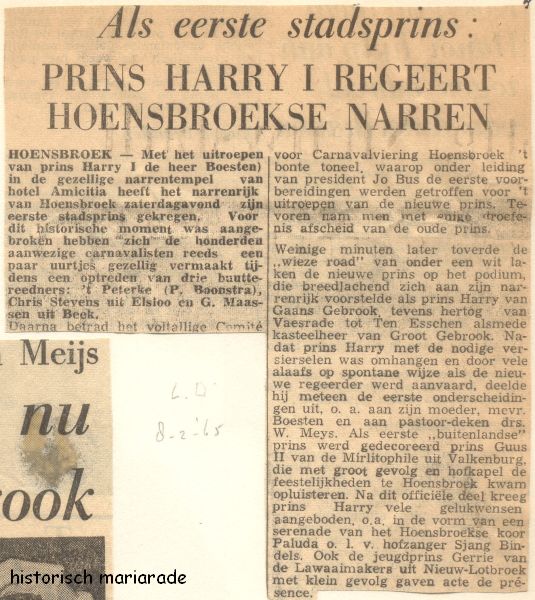 Als eerste stadsprins:
PRINS HARRY I REGEERT
HOENSBROEKSE NARREN
HOENSBROEK — Met het uitroepen
van prins Harry I de heer Boesten)
in de gezellige narrentempel van
hotel Amicitia heeft het narrenrijk
van Hoensbroek zaterdagavond zijn
eerste stadsprins gekregen. Voor
dit historische moment was aange-
broken hebben zich de honderden
aanwezige carnavalisten reeds een
paar uurtjes gezellig vermaakt tij-
dens een optreden van drie buutte-
reedners: 't Peterke (P. Boonstra),
Chris Stevens uit Elsloo en G. Maas-
sen uit Beek.
Daarna betrad het voltallige Comité
voor Carnavalviering Hoensbroek 't
bonte toneel, waarop onder leiding
van president Jo Bus de eerste voor-
bereidingen werden getroffen voor 't
uitroepen van de nieuwe prins. Te-
voren nam men met enige droefe-
nis afscheid van de oude prins.
Weinige minuten later toverde de
„wieze road" van onder een wit la-
ken de nieuwe prins op het podium,
die breedlachend zich aan zijn nar-
renrijk voorstelde als prins Harry van
Gaans Gebrook, tevens hertog van
Vaesrade tot Ten Esschen alsmede
kasteelheer van Groot Gebrook. Na-
dat prins Harry met de nodige ver-
sierselen was omhangen en door vele
alaafs op spontane wijze als de nieu-
we regeerder werd aanvaard, deelde
hij meteen de eerste onderscheidin-
gen uit, o. a. aan zijn moeder, mevr.
Boesten en aan pastoor-deken drs.
W. Meys. Als eerste „buitenlandse"
prins werd gedecoreerd prins Guus
II van de Mirlitophile uit Valkenburg,
die met groot gevolg en hofkapel de
feestelijkheden te Hoensbroek kwam
opluisteren. Na dit officiële deel kreeg
prins Harry vele gelukwensen
aangeboden, o.a. in de vorm van een
serenade van het Hoensbroekse koor
Paluda o. l. v. hofzanger Sjang Bin-
dels. Ook de jeugdprins Gerrie van
de Lawaaimakers uit Nieuw-Lotbroek
met klein gevolg gaven acte de pré-
sence.
Meijs
nu
ook
L.D
8-2-'65
historisch mariarade